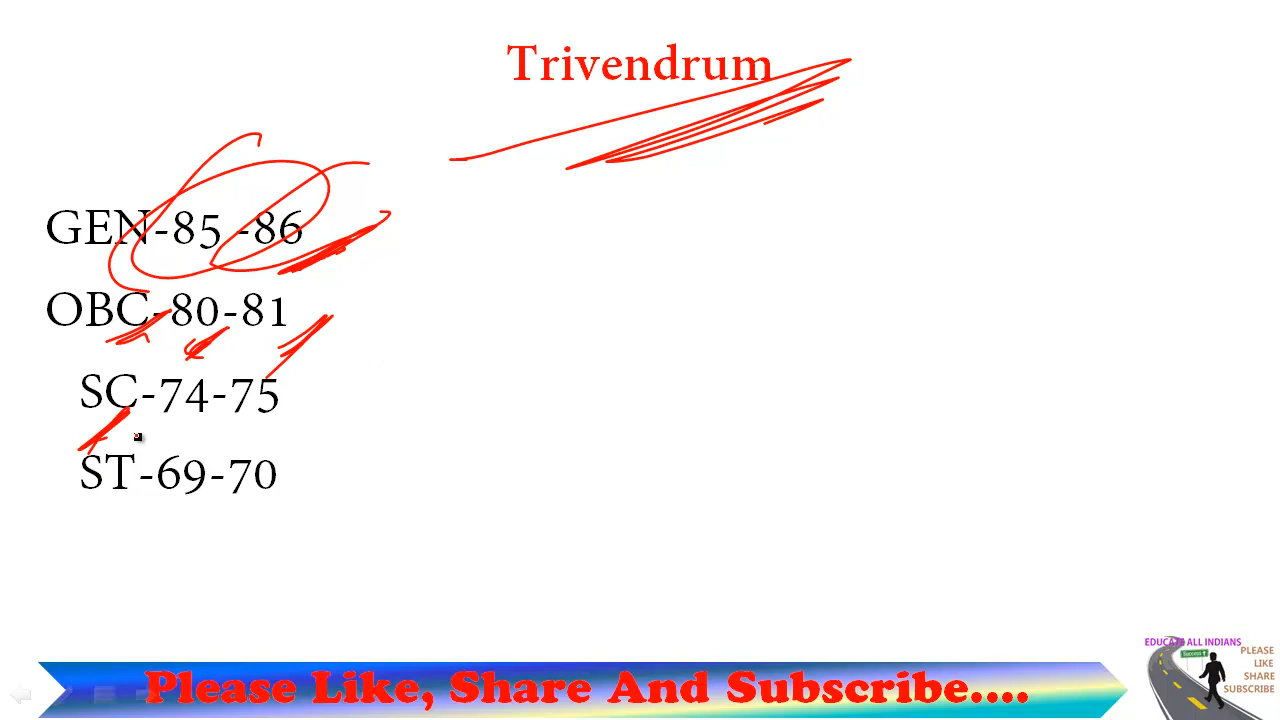 Trivendrum
GEN-85 -86
OBC-80-81
SC-74-75
ST-69-70
EDUCATE ALL INDIANS
Success
PLEASE
LIKE
SHARE
SUBSCRIBE
Please Like, Share And Subscribe....